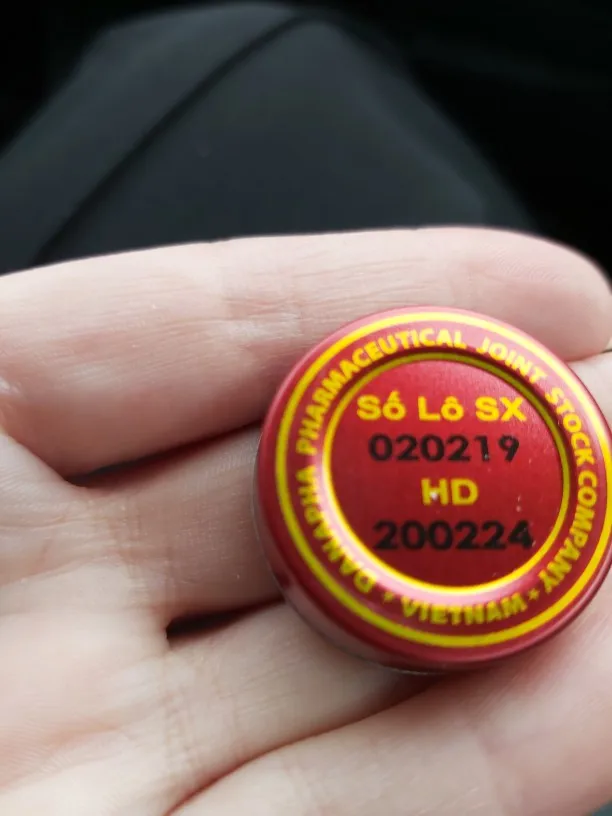 DANAPHA PHARMACEUTICAL JOINT STOCK COMPANY
Số Lô SX
020219
HD
200224
* VIETNAM *